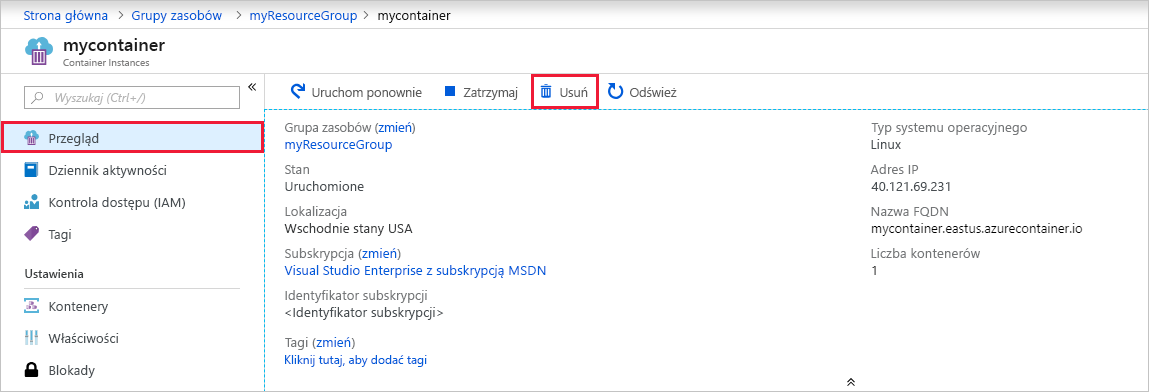 Strona główna > Grupy zasobów > myResourceGroup > mycontainer
mycontainer
Container Instances
Wyszukaj (Ctrl+/)
Przegląd
Dziennik aktywności
Kontrola dostępu (IAM)
Tagi
Ustawienia
Kontenery
Właściwości
Blokady
Uruchom ponownie Zatrzymaj Usuń Odśwież
Grupa zasobów (zmień)
myResourceGroup
Stan
Uruchomione
Lokalizacja
Wschodnie stany USA
Subskrypcja (zmień)
Visual Studio Enterprise z subskrypcją MSDN
Identyfikator subskrypcji
<Identyfikator subskrypcji>
Tagi (zmień)
Kliknij tutaj, aby dodać tagi
Typ systemu operacyjnego
Linux
Adres IP
40.121.69.231
Nazwa FQDN
mycontainer.eastus.azurecontainer.io
Liczba kontenerów
1